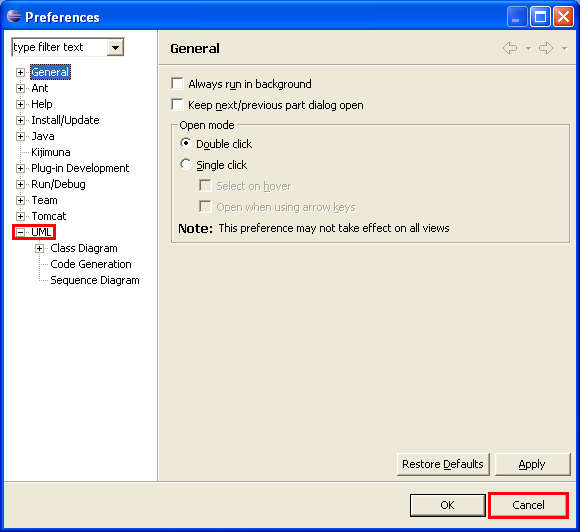 Preferences
type filter text
General
Ant
Help
Install/Update
Java
Kijimuna
Plug-in Development
Run/Debug
Team
Tomcat
UML
Class Diagram
Code Generation
Sequence Diagram
General
Always run in background
Keep next/previous part dialog open
Open mode
Double click
Single click
Select on hover
Open when using arrow keys
Note: This preference may not take effect on all views
Restore Defaults Apply
OK Cancel